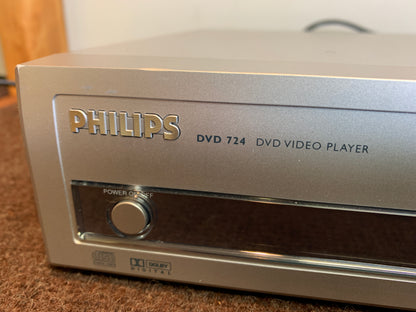 PHILIPS DVD 724 DVD VIDEO PLAYER
POWER ON/OFF
DOLBY
DIGITAL